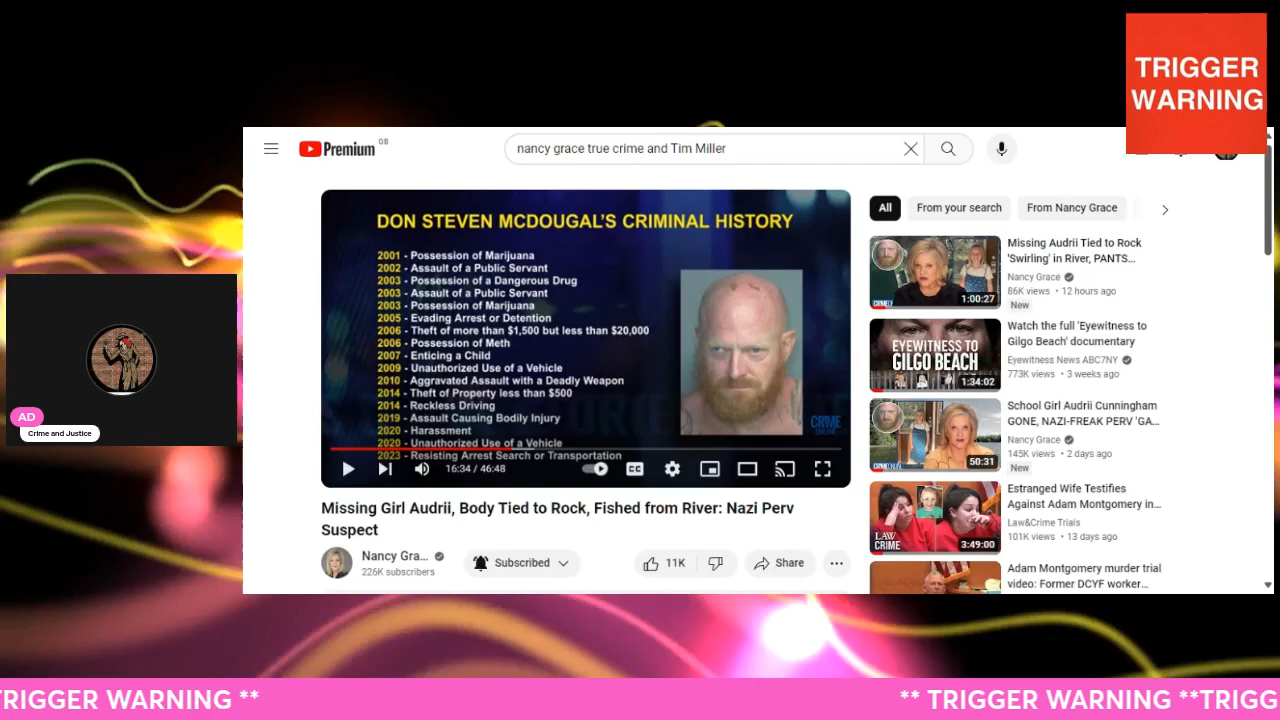 TRIGGER
WARNING
Premium GB
nancy grace true crime and Tim Miller
DON STEVEN MCDOUGAL'S CRIMINAL HISTORY
2001 - Possession of Marijuana
2002 - Assault of a Public Servant
2003 - Possession of a Dangerous Drug
2003 - Assault of a Public Servant
2003 - Possession of Marijuana
2005 - Evading Arrest or Detention
2006 - Theft of more than $1,500 but less than $20,000
2006 - Possession of Meth
2007 - Enticing a Child
2009 - Unauthorized Use of a Vehicle
2010 - Aggravated Assault with a Deadly Weapon
2014 - Theft of Property less than $500
2014 - Reckless Driving
2019 - Assault Causing Bodily Injury
2020 - Harassment
2020 - Unauthorized Use of a Vehicle
2023 - Resisting Arrest Search or Transportation
CRIME
ONLINE
16:34 / 46:48
CC
Missing Girl Audrii, Body Tied to Rock, Fished from River: Nazi Perv
Suspect
Nancy Gra...
226K subscribers
Subscribed
11K
Share
All
From your search
From Nancy Grace
Missing Audrii Tied to Rock
'Swirling' in River, PANTS...
Nancy Grace
86K views • 12 hours ago
New
1:00:27
Watch the full 'Eyewitness to
Gilgo Beach' documentary
Eyewitness News ABC7NY
773K views • 3 weeks ago
EYEWITNESS TO
GILGO BEACH
1:34:02
School Girl Audrii Cunningham
GONE, NAZI-FREAK PERV 'GA...
Nancy Grace
145K views • 2 days ago
New
50:31
Estranged Wife Testifies
Against Adam Montgomery in...
Law&Crime Trials
101K views • 13 days ago
LAW
CRIME
3:49:00
Adam Montgomery murder trial
video: Former DCYF worker...
AD
Crime and Justice
TRIGGER WARNING **
** TRIGGER WARNING **TRIGG